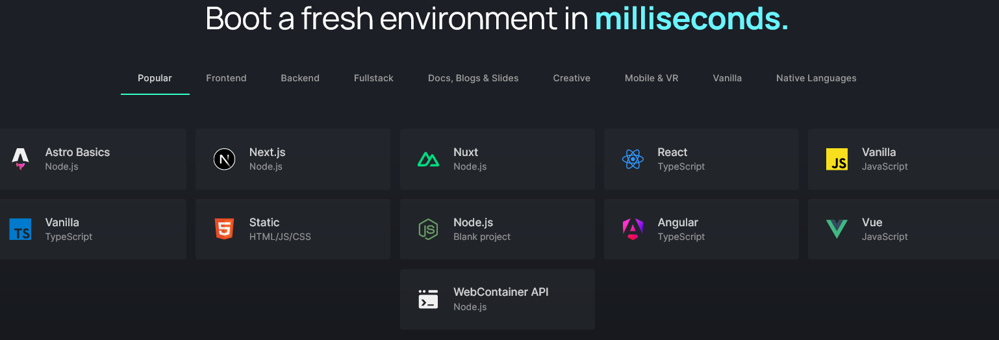 Boot a fresh environment in milliseconds.
Popular Frontend Backend Fullstack Docs, Blogs & Slides Creative Mobile & VR Vanilla Native Languages
Astro Basics
Node.js
N
Next.js
Node.js
Nuxt
Node.js
React
TypeScript
JS
Vanilla
JavaScript
TS
Vanilla
TypeScript
5
Static
HTML/JS/CSS
JS
Node.js
Blank project
A
Angular
TypeScript
Vue
JavaScript
WebContainer API
Node.js